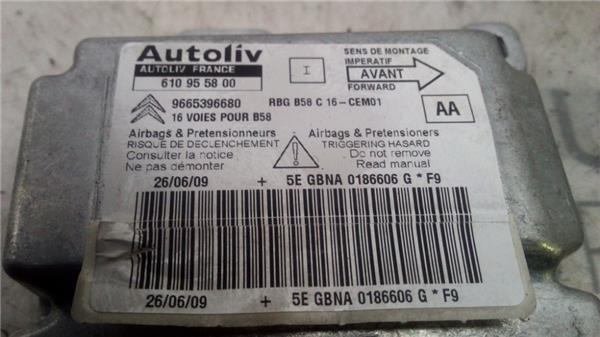 Autoliv
AUTOLIV FRANCE
610 95 58 00
I
SENS DE MONTAGE
IMPERATIF
AVANT
FORWARD
9665396680 RBG B58 C 16-CEM01
16 VOIES POUR B58
AA
Airbags & Pretensionneurs
RISQUE DE DECLENCHEMENT
Consulter la notice
Ne pas démonter
Airbags & Pretensioners
TRIGGERING HASARD
Do not remove
Read manual
26/06/09 + 5E GBNA 0186606 G * F9
26/06/09 + 5E GBNA 0186606 G * F9